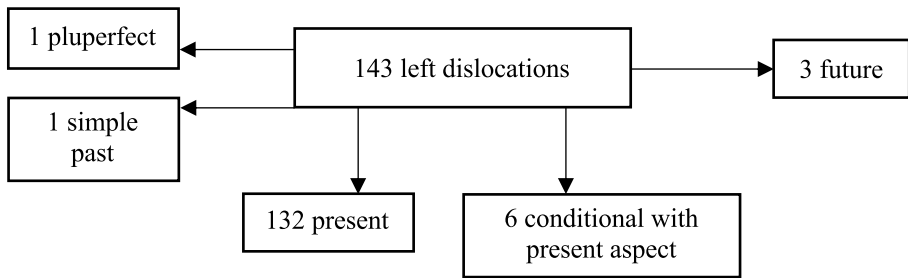 1 pluperfect
143 left dislocations
3 future
1 simple
past
132 present
6 conditional with
present aspect